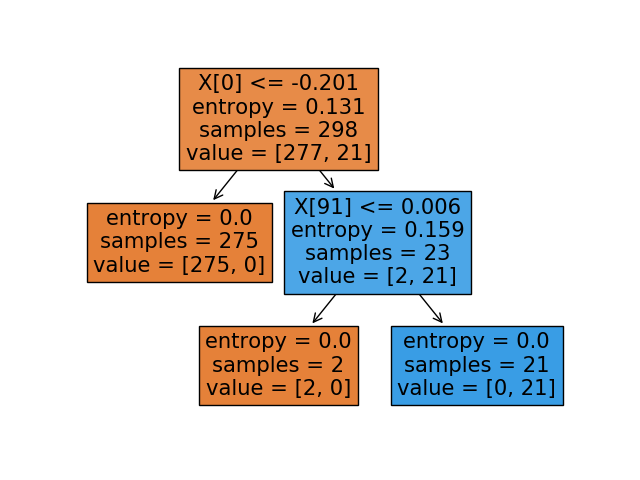 X[0] <= -0.201
entropy = 0.131
samples = 298
value = [277, 21]
entropy = 0.0
samples = 275
value = [275, 0]
X[91] <= 0.006
entropy = 0.159
samples = 23
value = [2, 21]
entropy = 0.0
samples = 2
value = [2, 0]
entropy = 0.0
samples = 21
value = [0, 21]